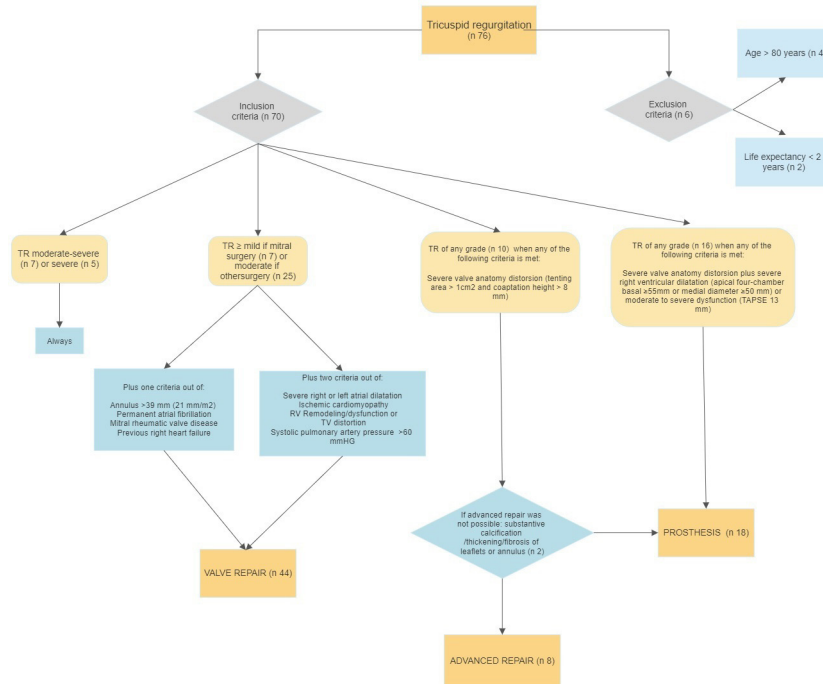 Tricuspid regurgitation
(n 76)
Age > 80 years (n 4
Inclusion
criteria (n 70)
Exclusion
criteria (n 6)
Life expectancy < 2
years (n 2)
TR moderate-severe
(n 7) or severe (n 5)
TR ≥ mild if mitral
surgery (n 7) or
moderate if
othersurgery (n 25)
TR of any grade (n 10) when any of the
following criteria is met:
Severe valve anatomy distorsion (tenting
area > 1cm2 and coaptation height > 8
mm)
TR of any grade (n 16) when any of the
following criteria is met:
Severe valve anatomy distorsion plus severe
right ventricular dilatation (apical four-chamber
basal ≥55mm or medial diameter ≥50 mm) or
moderate to severe dysfunction (TAPSE 13
mm)
Always
Plus one criteria out of:
Annulus >39 mm (21 mm/m2)
Permanent atrial fibrillation
Mitral rheumatic valve disease
Previous right heart failure
Plus two criteria out of:
Severe right or left atrial dilatation
Ischemic cardiomyopathy
RV Remodeling/dysfunction or
TV distortion
Systolic pulmonary artery pressure >60
mmHG
If advanced repair was
not possible: substantive
calcification
/thickening/fibrosis of
leaflets or annulus (n 2)
PROSTHESIS (n 18)
VALVE REPAIR (n 44)
ADVANCED REPAIR (n 8)